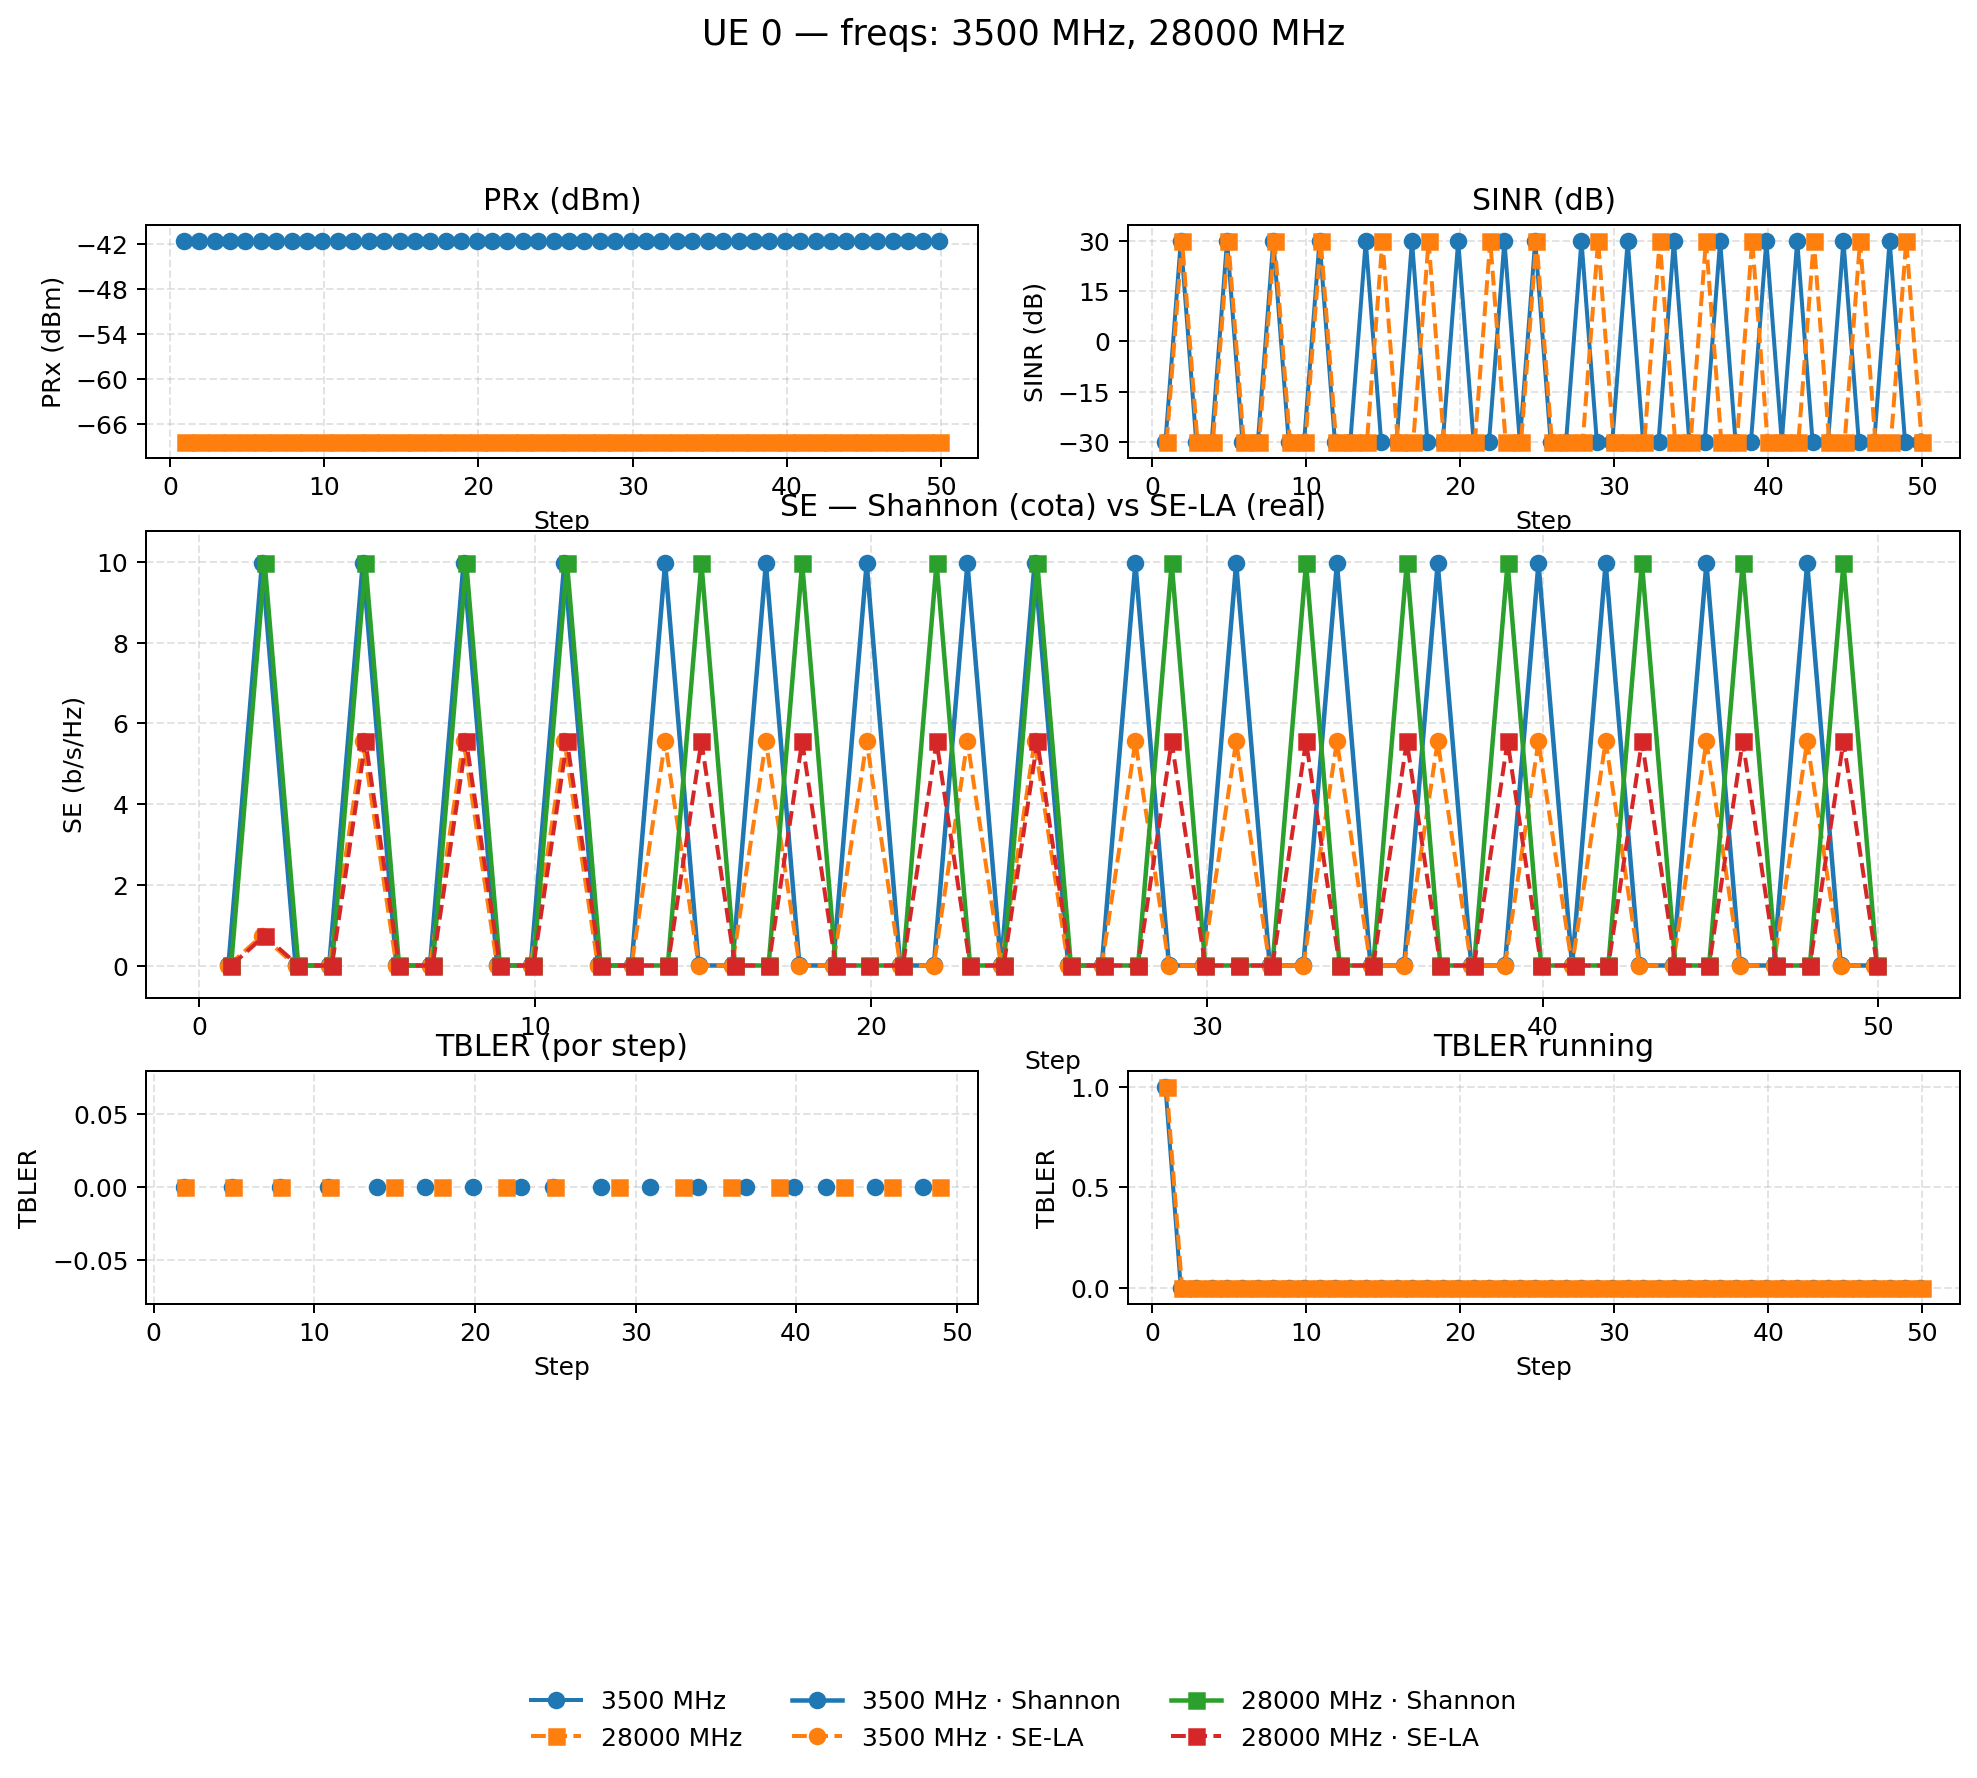 UE 0 — freqs: 3500 MHz, 28000 MHz
PRx (dBm)
PRx (dBm)
−42
−48
−54
−60
−66
0 10 20 30 40 50
Step
SINR (dB)
SINR (dB)
30
15
0
−15
−30
0 10 20 30 40 50
Step
SE — Shannon (cota) vs SE-LA (real)
SE (b/s/Hz)
10
8
6
4
2
0
0 10 20 30 40 50
Step
TBLER (por step)
TBLER
0.05
0.00
−0.05
0 10 20 30 40 50
Step
TBLER running
TBLER
1.0
0.5
0.0
0 10 20 30 40 50
Step
3500 MHz
28000 MHz
3500 MHz · Shannon
3500 MHz · SE-LA
28000 MHz · Shannon
28000 MHz · SE-LA